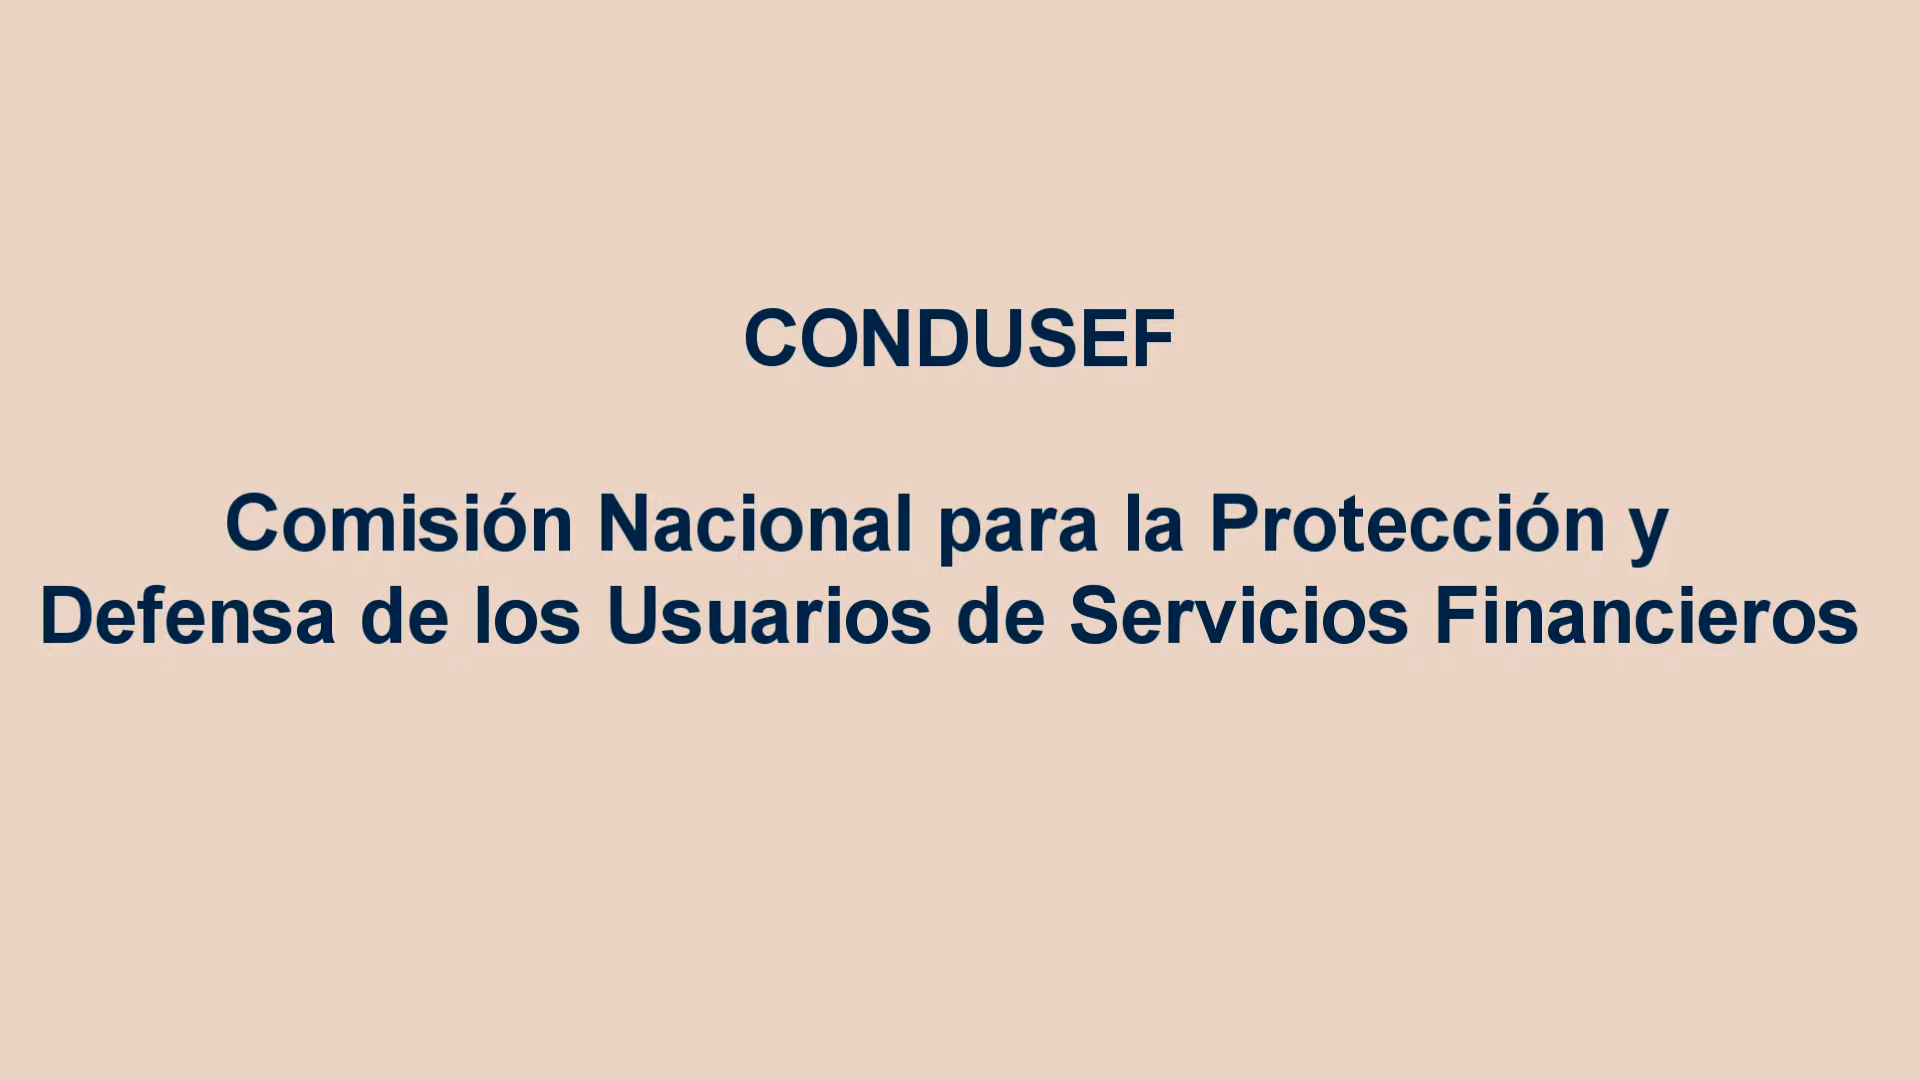 CONDUSEF
Comisión Nacional para la Protección y
Defensa de los Usuarios de Servicios Financieros